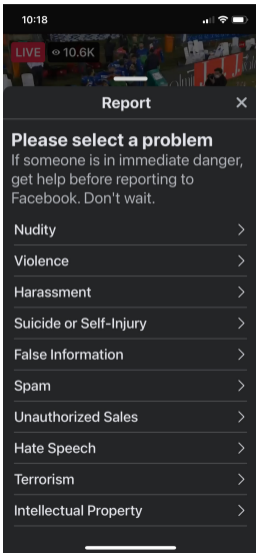 10:18
LIVE 10.6K
Report
Please select a problem
If someone is in immediate danger,
get help before reporting to
Facebook. Don't wait.
Nudity
Violence
Harassment
Suicide or Self-Injury
False Information
Spam
Unauthorized Sales
Hate Speech
Terrorism
Intellectual Property